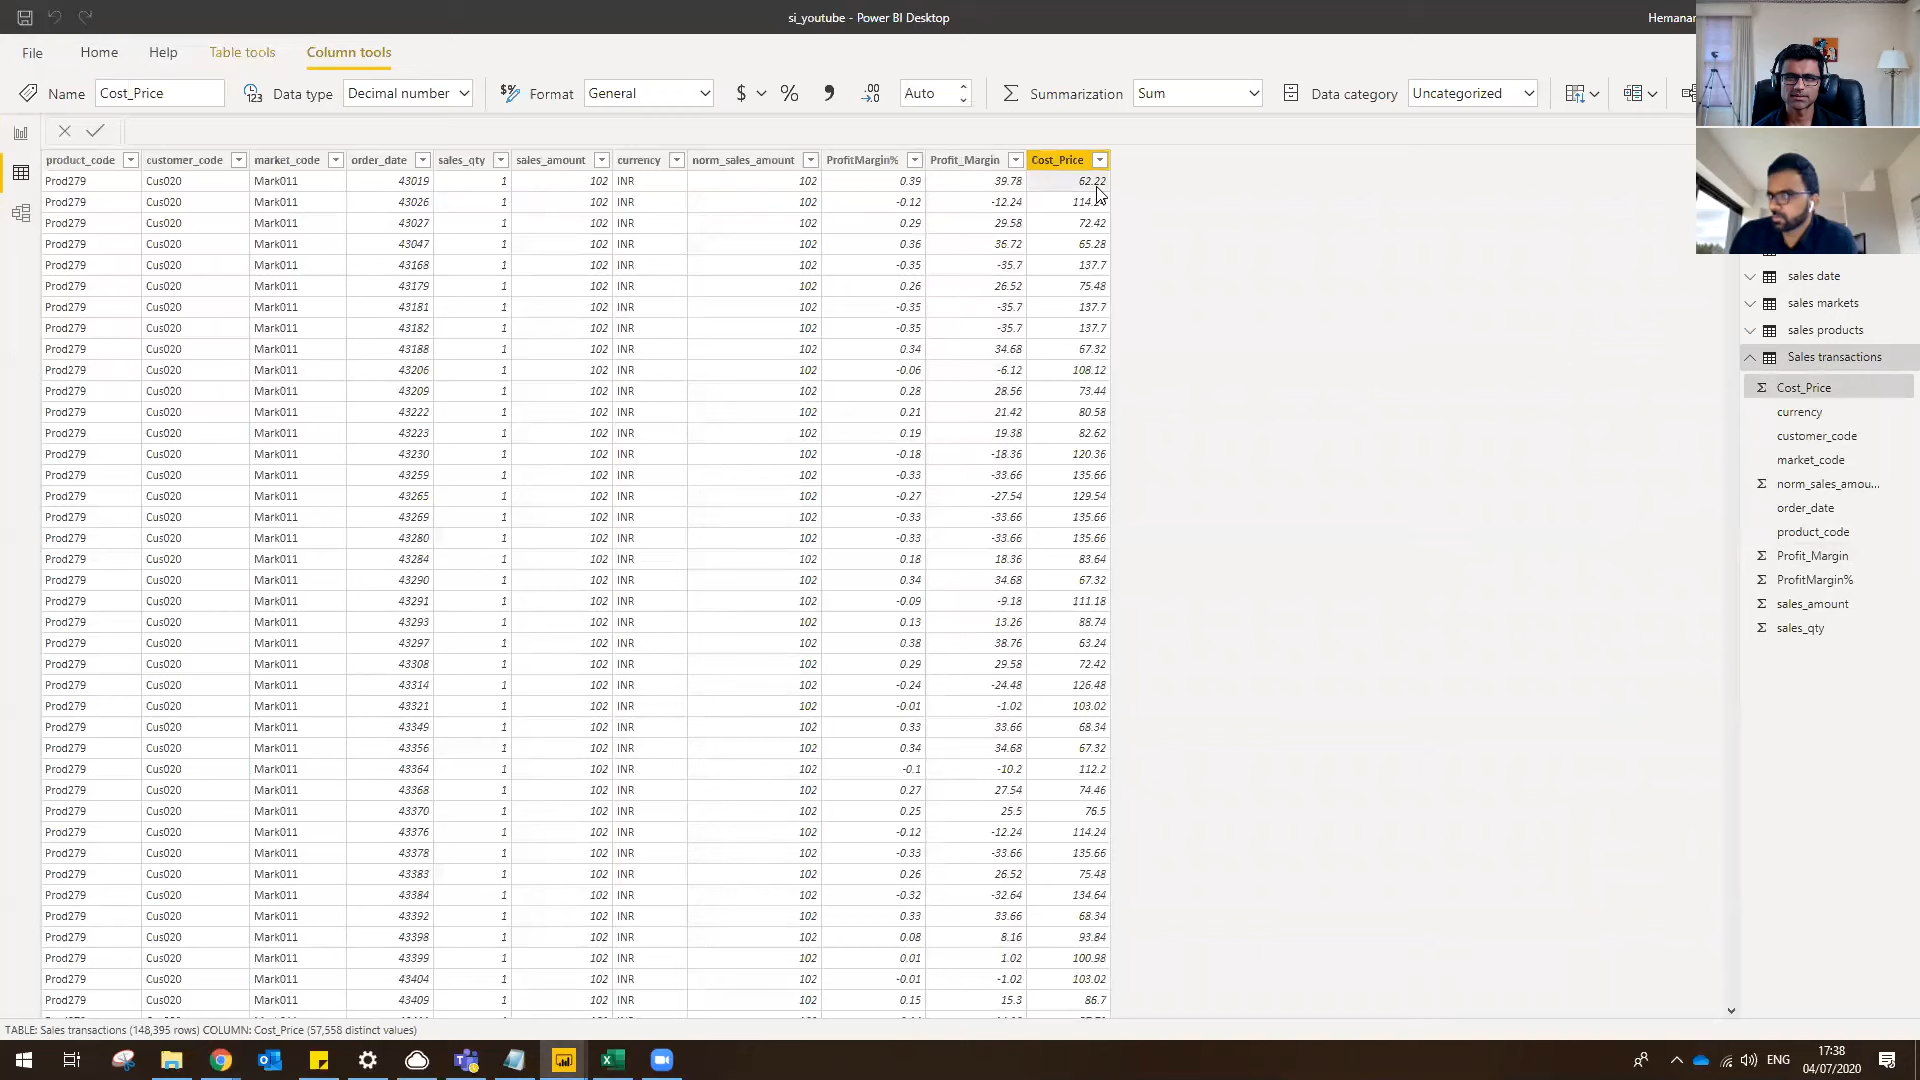 si_youtube - Power BI Desktop
Hemanan
File Home Help Table tools Column tools
Name Cost_Price Data type Decimal number Format General $ % Auto Summarization Sum Data category Uncategorized
product_code customer_code market_code order_date sales_qty sales_amount currency norm_sales_amount ProfitMargin% Profit_Margin Cost_Price
Prod279 Cus020 Mark011 43019 1 102 INR 102 0.39 39.78 62.22
Prod279 Cus020 Mark011 43026 1 102 INR 102 -0.12 -12.24
Prod279 Cus020 Mark011 43027 1 102 INR 102 0.29 29.58 72.42
Prod279 Cus020 Mark011 43047 1 102 INR 102 0.36 36.72 65.28
Prod279 Cus020 Mark011 43168 1 102 INR 102 -0.35 -35.7 137.7
Prod279 Cus020 Mark011 43179 1 102 INR 102 0.26 26.52 75.48
Prod279 Cus020 Mark011 43181 1 102 INR 102 -0.35 -35.7 137.7
Prod279 Cus020 Mark011 43182 1 102 INR 102 -0.35 -35.7 137.7
Prod279 Cus020 Mark011 43188 1 102 INR 102 0.34 34.68 67.32
Prod279 Cus020 Mark011 43206 1 102 INR 102 -0.06 -6.12 108.12
Prod279 Cus020 Mark011 43209 1 102 INR 102 0.28 28.56 73.44
Prod279 Cus020 Mark011 43222 1 102 INR 102 0.21 21.42 80.58
Prod279 Cus020 Mark011 43223 1 102 INR 102 0.19 19.38 82.62
Prod279 Cus020 Mark011 43230 1 102 INR 102 -0.18 -18.36 120.36
Prod279 Cus020 Mark011 43259 1 102 INR 102 -0.33 -33.66 135.66
Prod279 Cus020 Mark011 43265 1 102 INR 102 -0.27 -27.54 129.54
Prod279 Cus020 Mark011 43269 1 102 INR 102 -0.33 -33.66 135.66
Prod279 Cus020 Mark011 43280 1 102 INR 102 -0.33 -33.66 135.66
Prod279 Cus020 Mark011 43284 1 102 INR 102 0.18 18.36 83.64
Prod279 Cus020 Mark011 43290 1 102 INR 102 0.34 34.68 67.32
Prod279 Cus020 Mark011 43291 1 102 INR 102 -0.09 -9.18 111.18
Prod279 Cus020 Mark011 43293 1 102 INR 102 0.13 13.26 88.74
Prod279 Cus020 Mark011 43297 1 102 INR 102 0.38 38.76 63.24
Prod279 Cus020 Mark011 43308 1 102 INR 102 0.29 29.58 72.42
Prod279 Cus020 Mark011 43314 1 102 INR 102 -0.24 -24.48 126.48
Prod279 Cus020 Mark011 43321 1 102 INR 102 -0.01 -1.02 103.02
Prod279 Cus020 Mark011 43349 1 102 INR 102 0.33 33.66 68.34
Prod279 Cus020 Mark011 43356 1 102 INR 102 0.34 34.68 67.32
Prod279 Cus020 Mark011 43364 1 102 INR 102 -0.1 -10.2 112.2
Prod279 Cus020 Mark011 43368 1 102 INR 102 0.27 27.54 74.46
Prod279 Cus020 Mark011 43370 1 102 INR 102 0.25 25.5 76.5
Prod279 Cus020 Mark011 43376 1 102 INR 102 -0.12 -12.24 114.24
Prod279 Cus020 Mark011 43378 1 102 INR 102 -0.33 -33.66 135.66
Prod279 Cus020 Mark011 43383 1 102 INR 102 0.26 26.52 75.48
Prod279 Cus020 Mark011 43384 1 102 INR 102 -0.32 -32.64 134.64
Prod279 Cus020 Mark011 43392 1 102 INR 102 0.33 33.66 68.34
Prod279 Cus020 Mark011 43398 1 102 INR 102 0.08 8.16 93.84
Prod279 Cus020 Mark011 43399 1 102 INR 102 0.01 1.02 100.98
Prod279 Cus020 Mark011 43404 1 102 INR 102 -0.01 -1.02 103.02
Prod279 Cus020 Mark011 43409 1 102 INR 102 0.15 15.3 86.7
sales date
sales markets
sales products
Sales transactions
Cost_Price
currency
customer_code
market_code
norm_sales_amou...
order_date
product_code
Profit_Margin
ProfitMargin%
sales_amount
sales_qty
TABLE: Sales transactions (148,395 rows) COLUMN: Cost_Price (57,558 distinct values)
ENG
17:38
04/07/2020